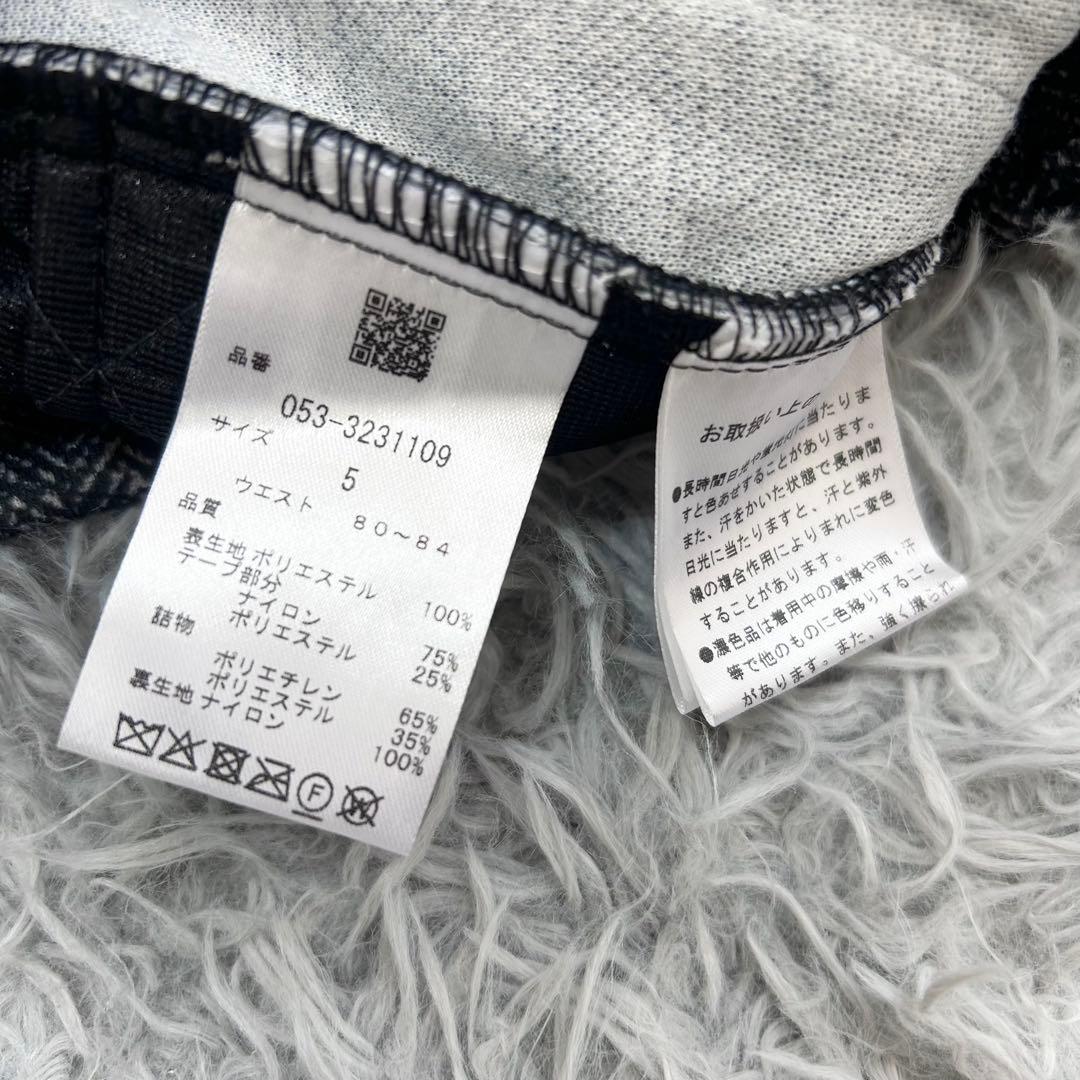 品番
053-3231109
サイズ
5
ウエスト 80～84
品質
表生地 ポリエステル 100%
テープ部分
ナイロン 75%
ポリエステル 25%
詰物
ポリエチレン 65%
ポリエステル 35%
裏生地 ナイロン 100%
F
W
お取扱い上の
●長時間日光や蛍光灯に当たりま
すと色あせすることがあります。
また、汗をかいた状態で長時間
日光に当たりますと、汗と紫外
線の複合作用によりまれに変色
することがあります。
●濃色品は着用中の摩擦や雨・汗
等で他のものに色移りすること
があります。また、強く擦られ